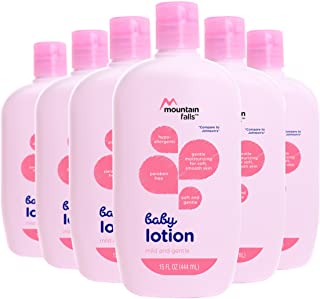 mountain
falls™
"Compare to
Johnson's"
hypo-
allergenic
gentle
moisturizing
for soft,
smooth skin
paraben
free
soft and
gentle
baby
lotion
mild and gentle
15 FL OZ (444 mL)